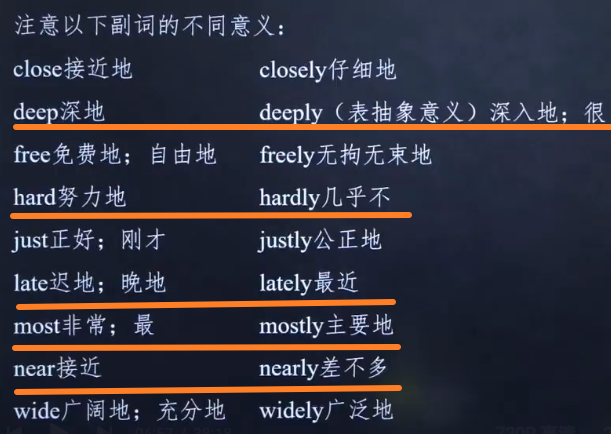 注意以下副词的不同意义：
close接近地 closely仔细地
deep深地 deeply（表抽象意义）深入地；很
free免费地；自由地 freely无拘无束地
hard努力地 hardly几乎不
just正好；刚才 justly公正地
late迟地；晚地 lately最近
most非常；最 mostly主要地
near接近 nearly差不多
wide广阔地；充分地 widely广泛地